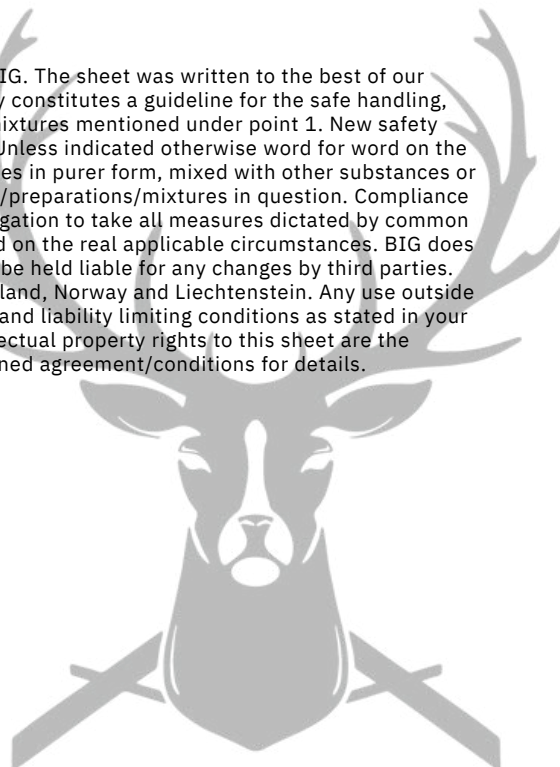 IG. The sheet was written to the best of our
constitutes a guideline for the safe handling,
ixtures mentioned under point 1. New safety
Unless indicated otherwise word for word on the
es in purer form, mixed with other substances or
/preparations/mixtures in question. Compliance
gation to take all measures dictated by common
d on the real applicable circumstances. BIG does
be held liable for any changes by third parties.
land, Norway and Liechtenstein. Any use outside
and liability limiting conditions as stated in your
ectual property rights to this sheet are the
ned agreement/conditions for details.